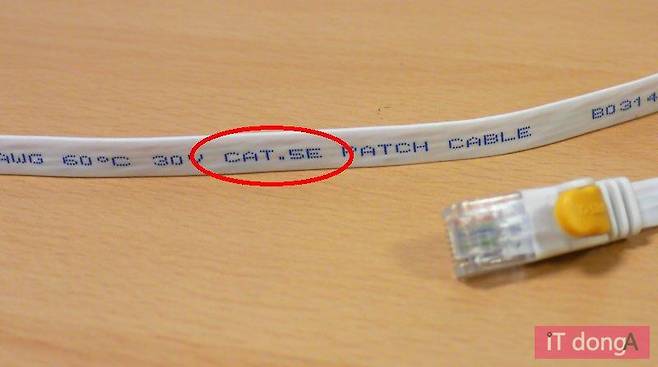 AWG 60°C 30V CAT.5E PATCH CABLE B0314
iT dongA